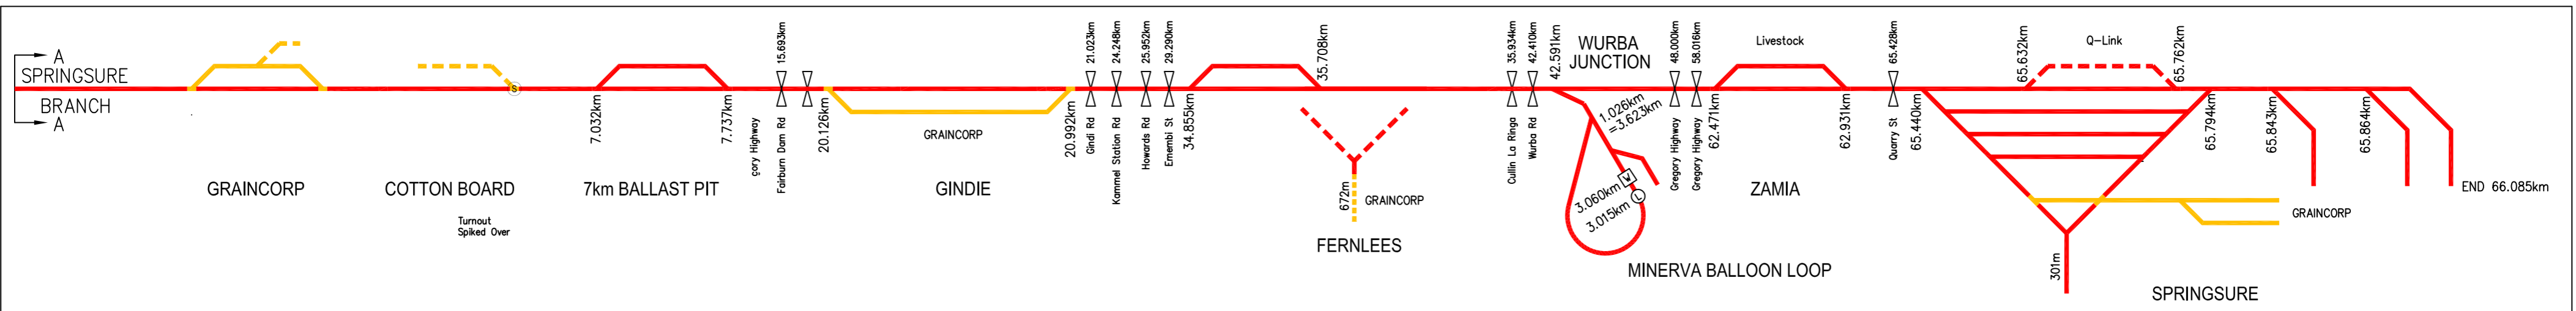 A
SPRINGSURE
BRANCH
A
GRAINCORP
COTTON BOARD
Turnout
Spiked Over
S
7.032km
7.737km
7km BALLAST PIT
çory Highway
15.693km
Fairburn Dam Rd
20.126km
GRAINCORP
GINDIE
20.992km
21.023km
Gindi Rd
24.248km
Kammel Station Rd
25.952km
Howards Rd
29.290km
Emembi St
34.855km
35.708km
672m
GRAINCORP
FERNLEES
35.934km
Cullin La Ringo
42.410km
Wurba Rd
42.591km
WURBA
JUNCTION
1.026km
=3.623km
3.060km
3.015km
L
MINERVA BALLOON LOOP
48.000km
Gregory Highway
58.016km
Gregory Highway
62.471km
Livestock
62.931km
ZAMIA
65.428km
Quarry St
65.440km
65.632km
Q-Link
65.762km
65.794km
65.843km
65.864km
END 66.085km
GRAINCORP
301m
SPRINGSURE